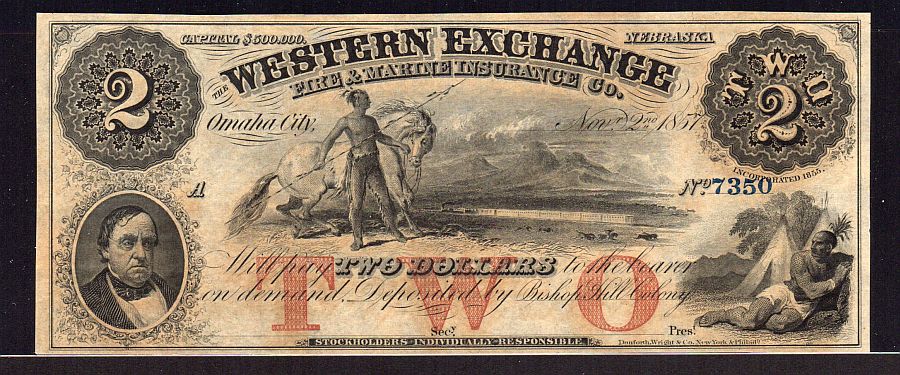 CAPITAL $500.000. NEBRASKA
THE WESTERN EXCHANGE
FIRE & MARINE INSURANCE CO.
2
TWO
2
Omaha City, Nov. 2nd 1857
INCORPORATED 1855.
A No 7350
Will pay TWO DOLLARS to the bearer
on demand. Deposited by Bishop Hill Colony
TWO
Secy. Pres!
STOCKHOLDERS INDIVIDUALLY RESPONSIBLE
Danforth, Wright & Co. New York & Philada.